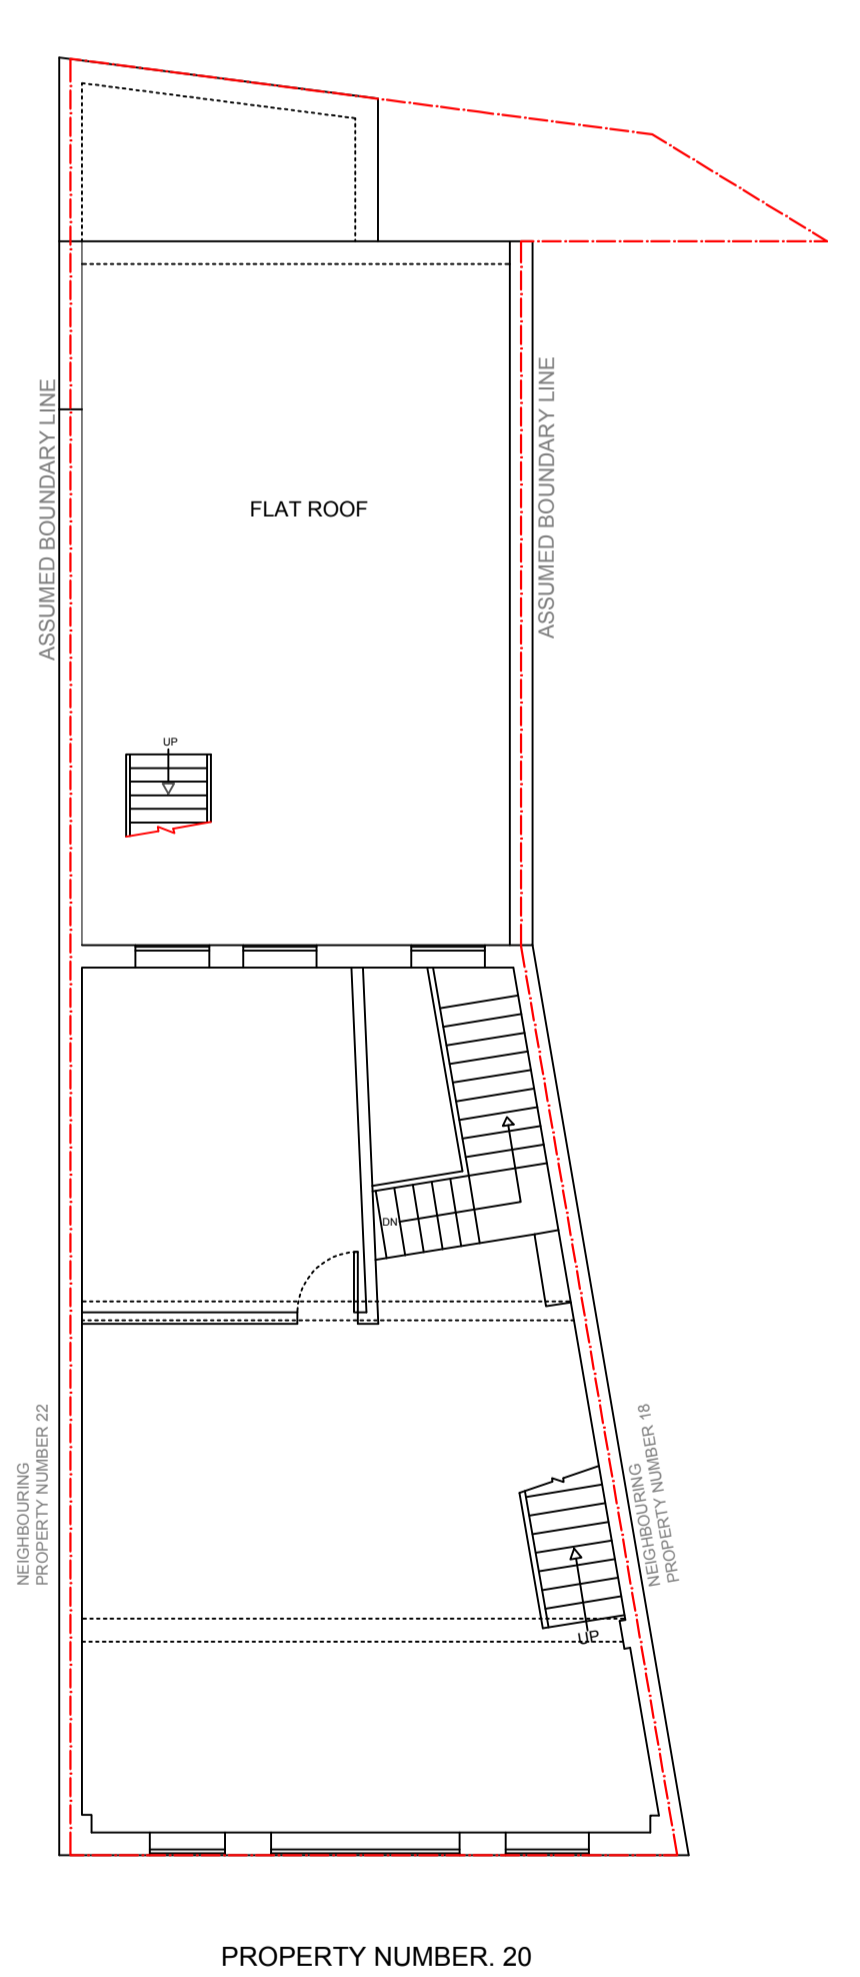 ASSUMED BOUNDARY LINE
ASSUMED BOUNDARY LINE
FLAT ROOF
UP
DN
NEIGHBOURING
PROPERTY NUMBER 22
NEIGHBOURING
PROPERTY NUMBER 18
UP
PROPERTY NUMBER. 20